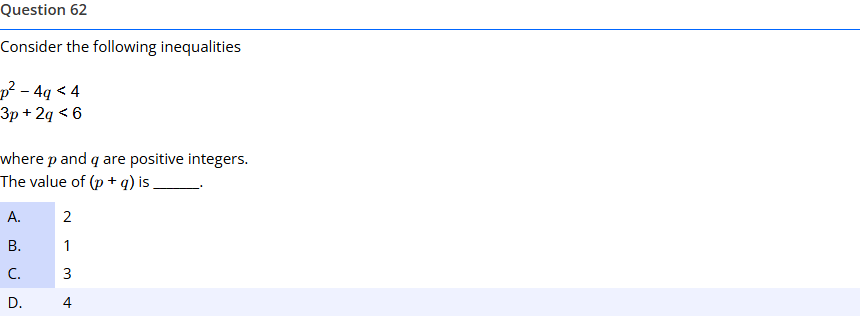 Question 62
Consider the following inequalities
p² − 4q < 4
3p + 2q < 6
where p and q are positive integers.
The value of (p + q) is ______.
A. 2
B. 1
C. 3
D. 4